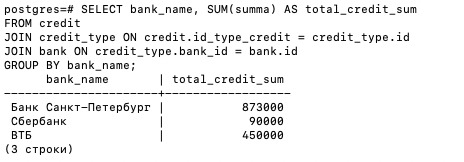 postgres=# SELECT bank_name, SUM(summa) AS total_credit_sum
FROM credit
JOIN credit_type ON credit.id_type_credit = credit_type.id
JOIN bank ON credit_type.bank_id = bank.id
GROUP BY bank_name;
bank_name | total_credit_sum
---------------------+------------------
Банк Санкт-Петербург | 873000
Сбербанк | 90000
ВТБ | 450000
(3 строки)